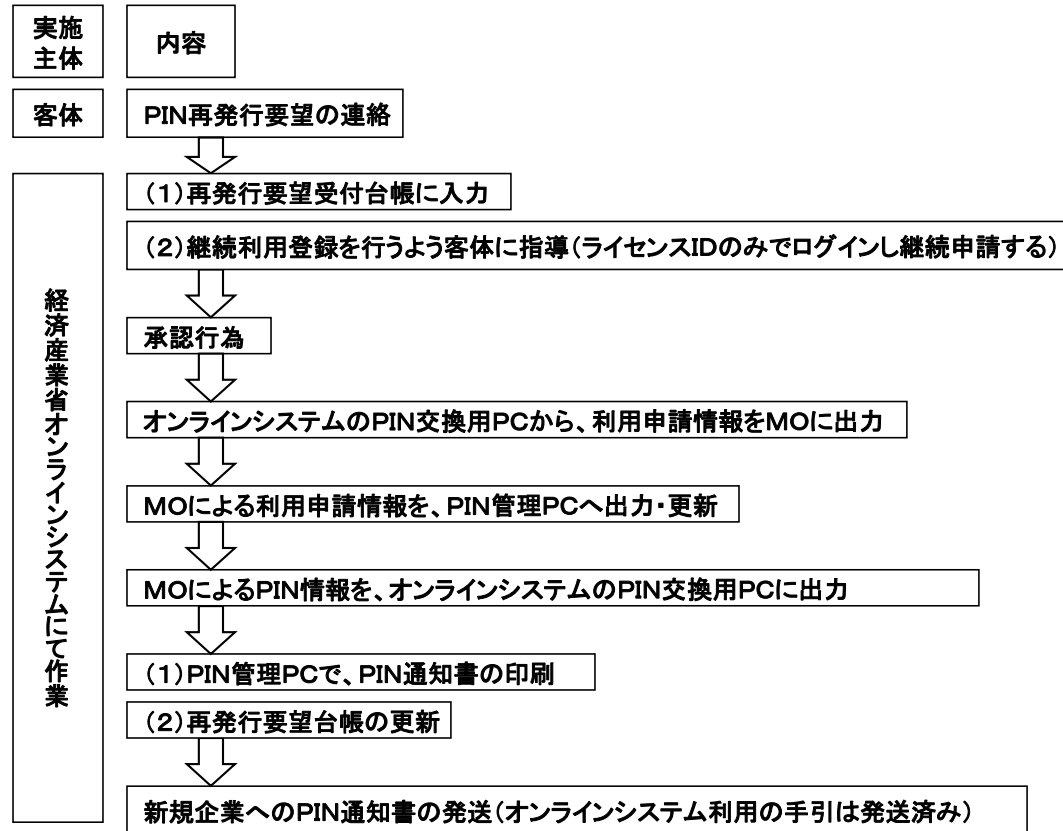 実施
主体
内容
客体
PIN再発行要望の連絡
経済産業省オンラインシステムにて作業
(1)再発行要望受付台帳に入力
(2)継続利用登録を行うよう客体に指導(ライセンスIDのみでログインし継続申請する)
承認行為
オンラインシステムのPIN交換用PCから、利用申請情報をMOに出力
MOによる利用申請情報を、PIN管理PCへ出力・更新
MOによるPIN情報を、オンラインシステムのPIN交換用PCに出力
(1)PIN管理PCで、PIN通知書の印刷
(2)再発行要望台帳の更新
新規企業へのPIN通知書の発送(オンラインシステム利用の手引は発送済み)